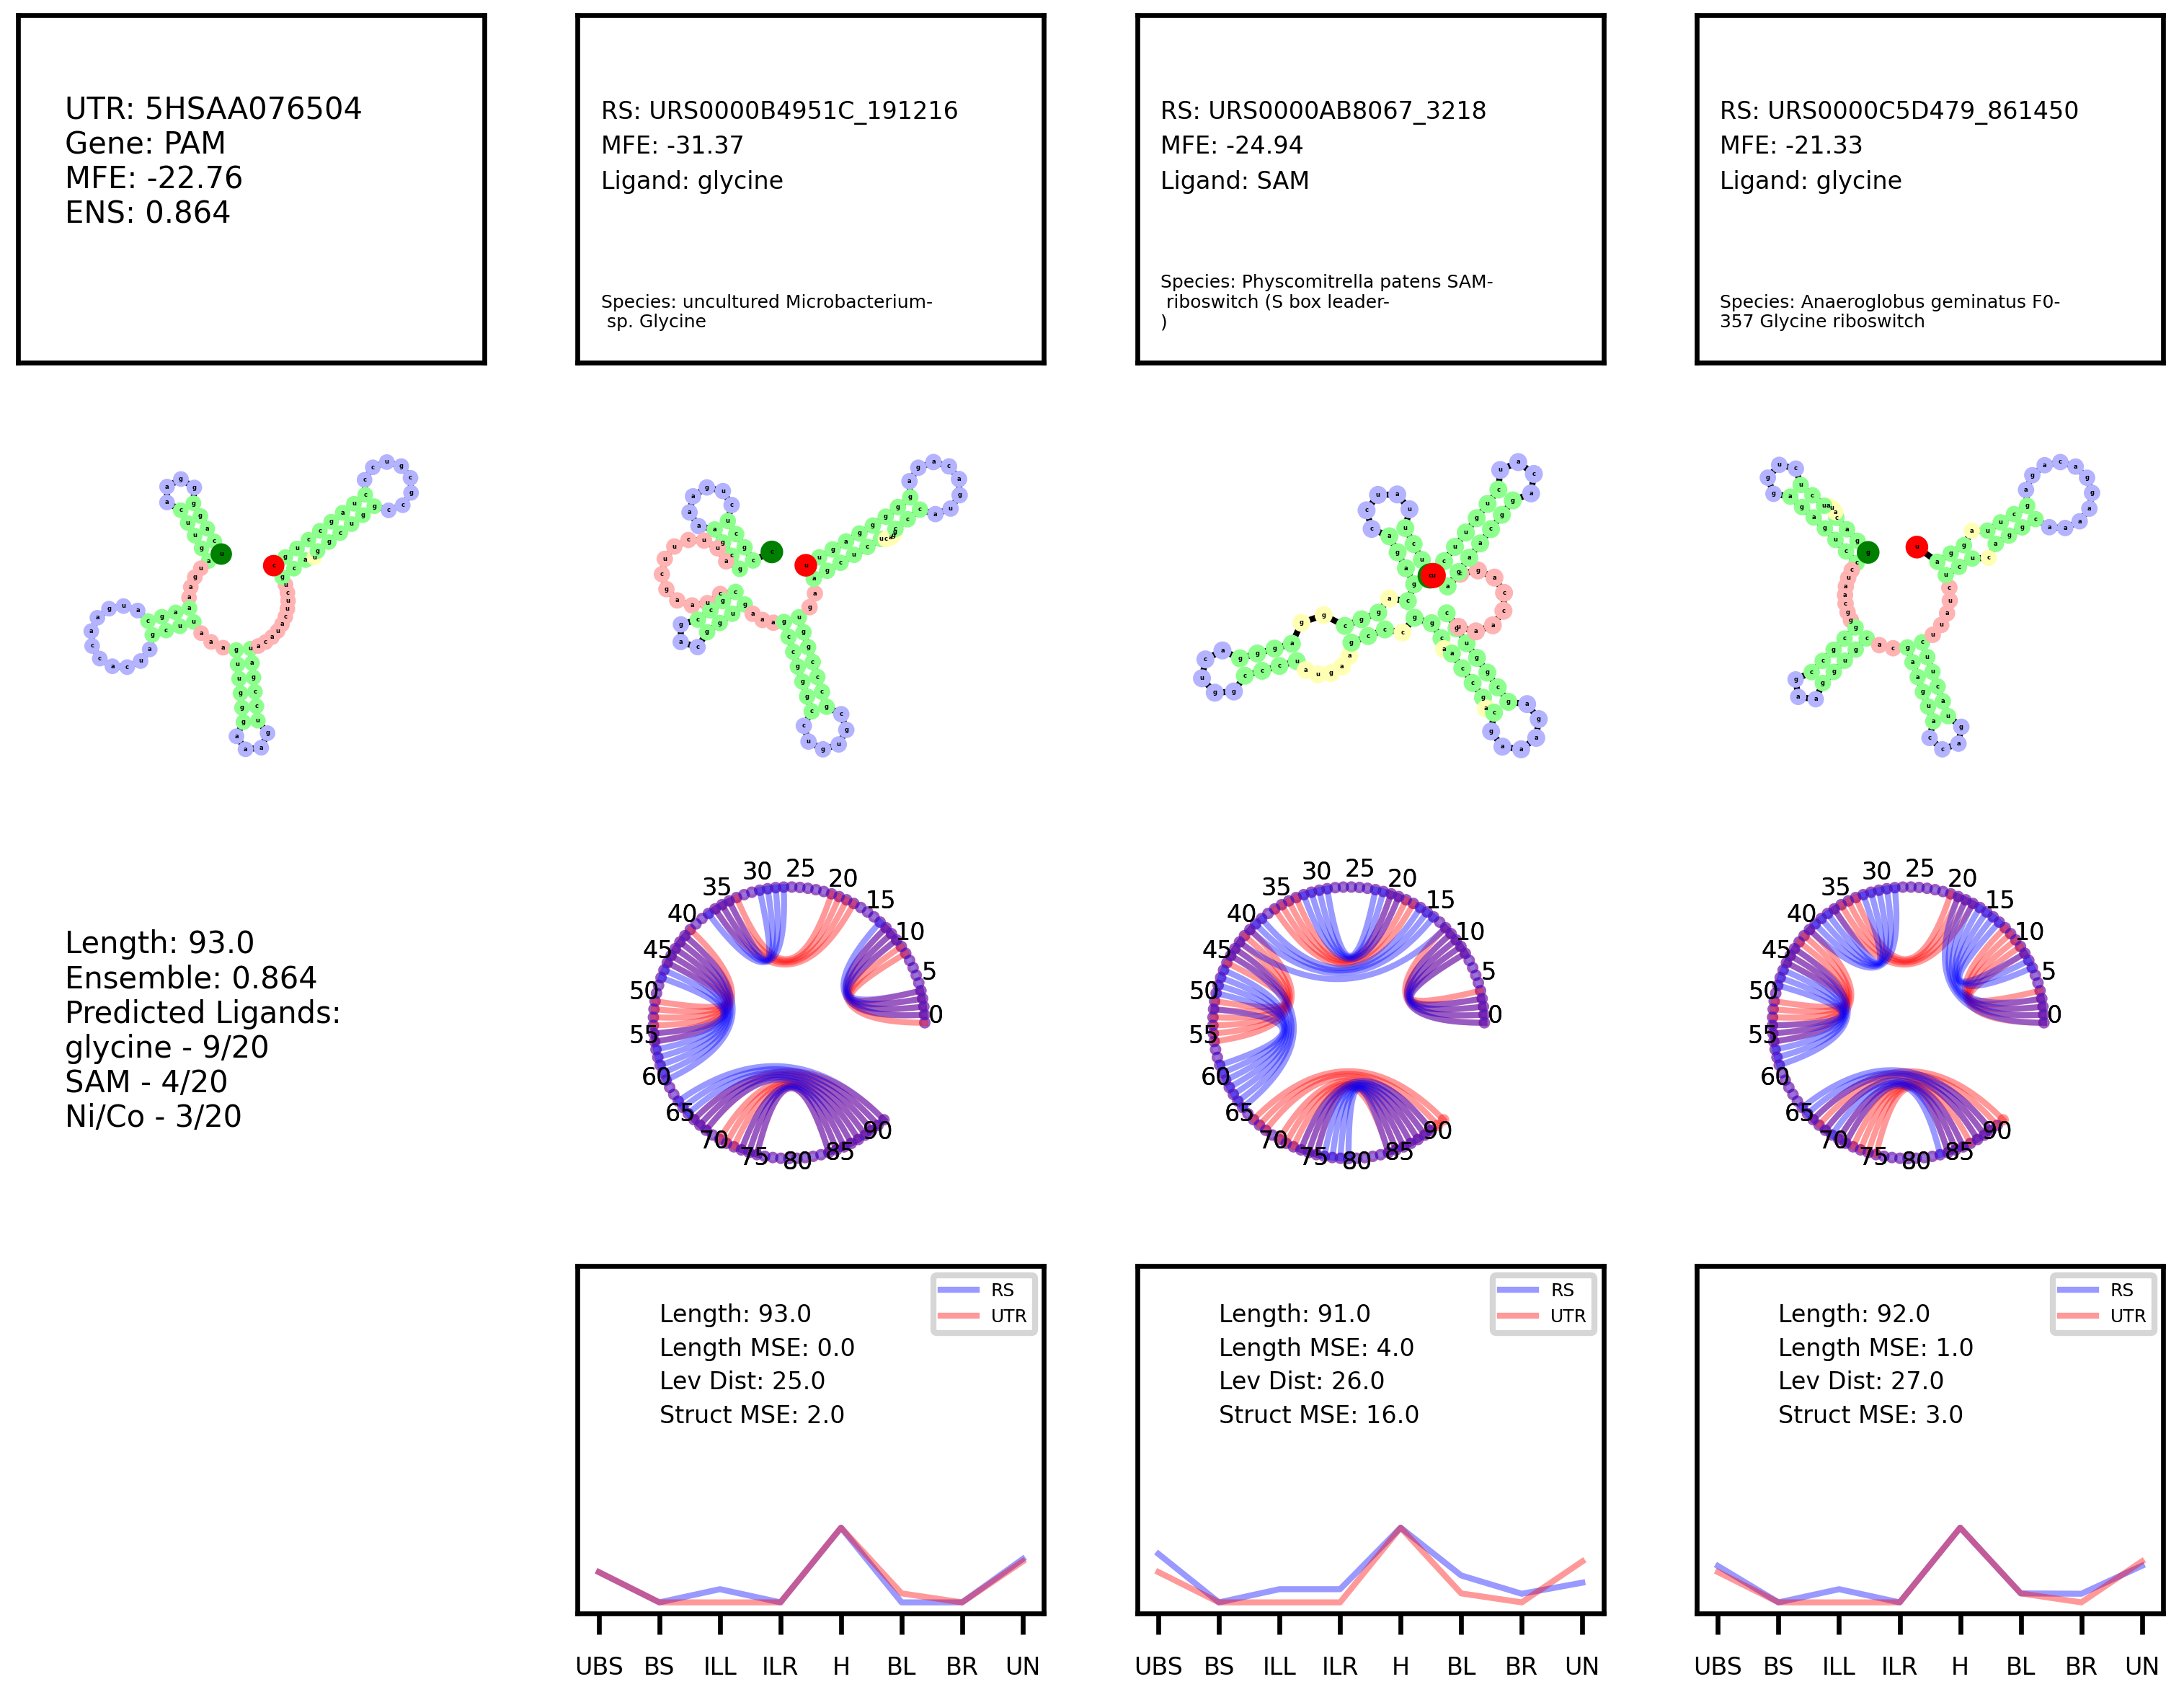 UTR: 5HSAA076504
Gene: PAM
MFE: -22.76
ENS: 0.864
RS: URS0000B4951C_191216
MFE: -31.37
Ligand: glycine
Species: uncultured Microbacterium-
sp. Glycine
RS: URS0000AB8067_3218
MFE: -24.94
Ligand: SAM
Species: Physcomitrella patens SAM-
riboswitch (S box leader-
)
RS: URS0000C5D479_861450
MFE: -21.33
Ligand: glycine
Species: Anaeroglobus geminatus F0-
357 Glycine riboswitch
Length: 93.0
Ensemble: 0.864
Predicted Ligands:
glycine - 9/20
SAM - 4/20
Ni/Co - 3/20
0 5 10 15 20 25 30 35 40 45 50 55 60 65 70 75 80 85 90
0 5 10 15 20 25 30 35 40 45 50 55 60 65 70 75 80 85 90
0 5 10 15 20 25 30 35 40 45 50 55 60 65 70 75 80 85 90
RS
UTR
Length: 93.0
Length MSE: 0.0
Lev Dist: 25.0
Struct MSE: 2.0
UBS BS ILL ILR H BL BR UN
RS
UTR
Length: 91.0
Length MSE: 4.0
Lev Dist: 26.0
Struct MSE: 16.0
UBS BS ILL ILR H BL BR UN
RS
UTR
Length: 92.0
Length MSE: 1.0
Lev Dist: 27.0
Struct MSE: 3.0
UBS BS ILL ILR H BL BR UN